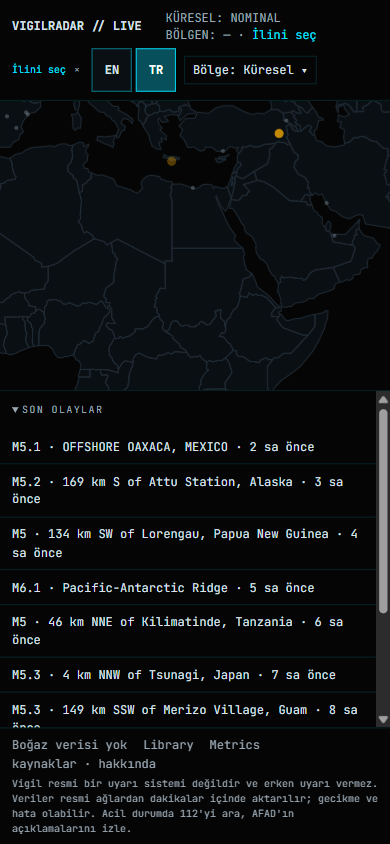 VIGILRADAR // LIVE
KÜRESEL: NOMINAL
BÖLGEN: — · İlini seç
İlini seç ×
EN
TR
Bölge: Küresel ▾
▼SON OLAYLAR
M5.1 · OFFSHORE OAXACA, MEXICO · 2 sa önce
M5.2 · 169 km S of Attu Station, Alaska · 3 sa
önce
M5 · 134 km SW of Lorengau, Papua New Guinea · 4
sa önce
M6.1 · Pacific-Antarctic Ridge · 5 sa önce
M5 · 46 km NNE of Kilimatinde, Tanzania · 6 sa
önce
M5.3 · 4 km NNW of Tsunagi, Japan · 7 sa önce
M5.3 · 149 km SSW of Merizo Village, Guam · 8 sa
önce
Boğaz verisi yok Library Metrics
kaynaklar · hakkında
Vigil resmi bir uyarı sistemi değildir ve erken uyarı vermez.
Veriler resmi ağlardan dakikalar içinde aktarılır; gecikme ve
hata olabilir. Acil durumda 112'yi ara, AFAD'ın
açıklamalarını izle.